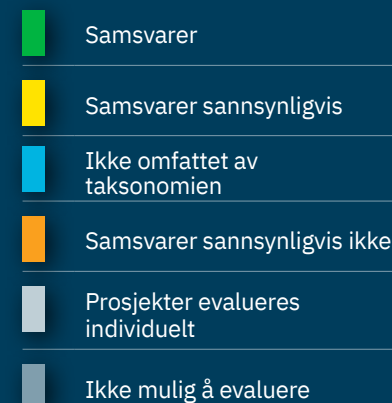 Samsvarer
Samsvarer sannsynligvis
Ikke omfattet av
taksonomien
Samsvarer sannsynligvis ikke
Prosjekter evalueres
individuelt
Ikke mulig å evaluere